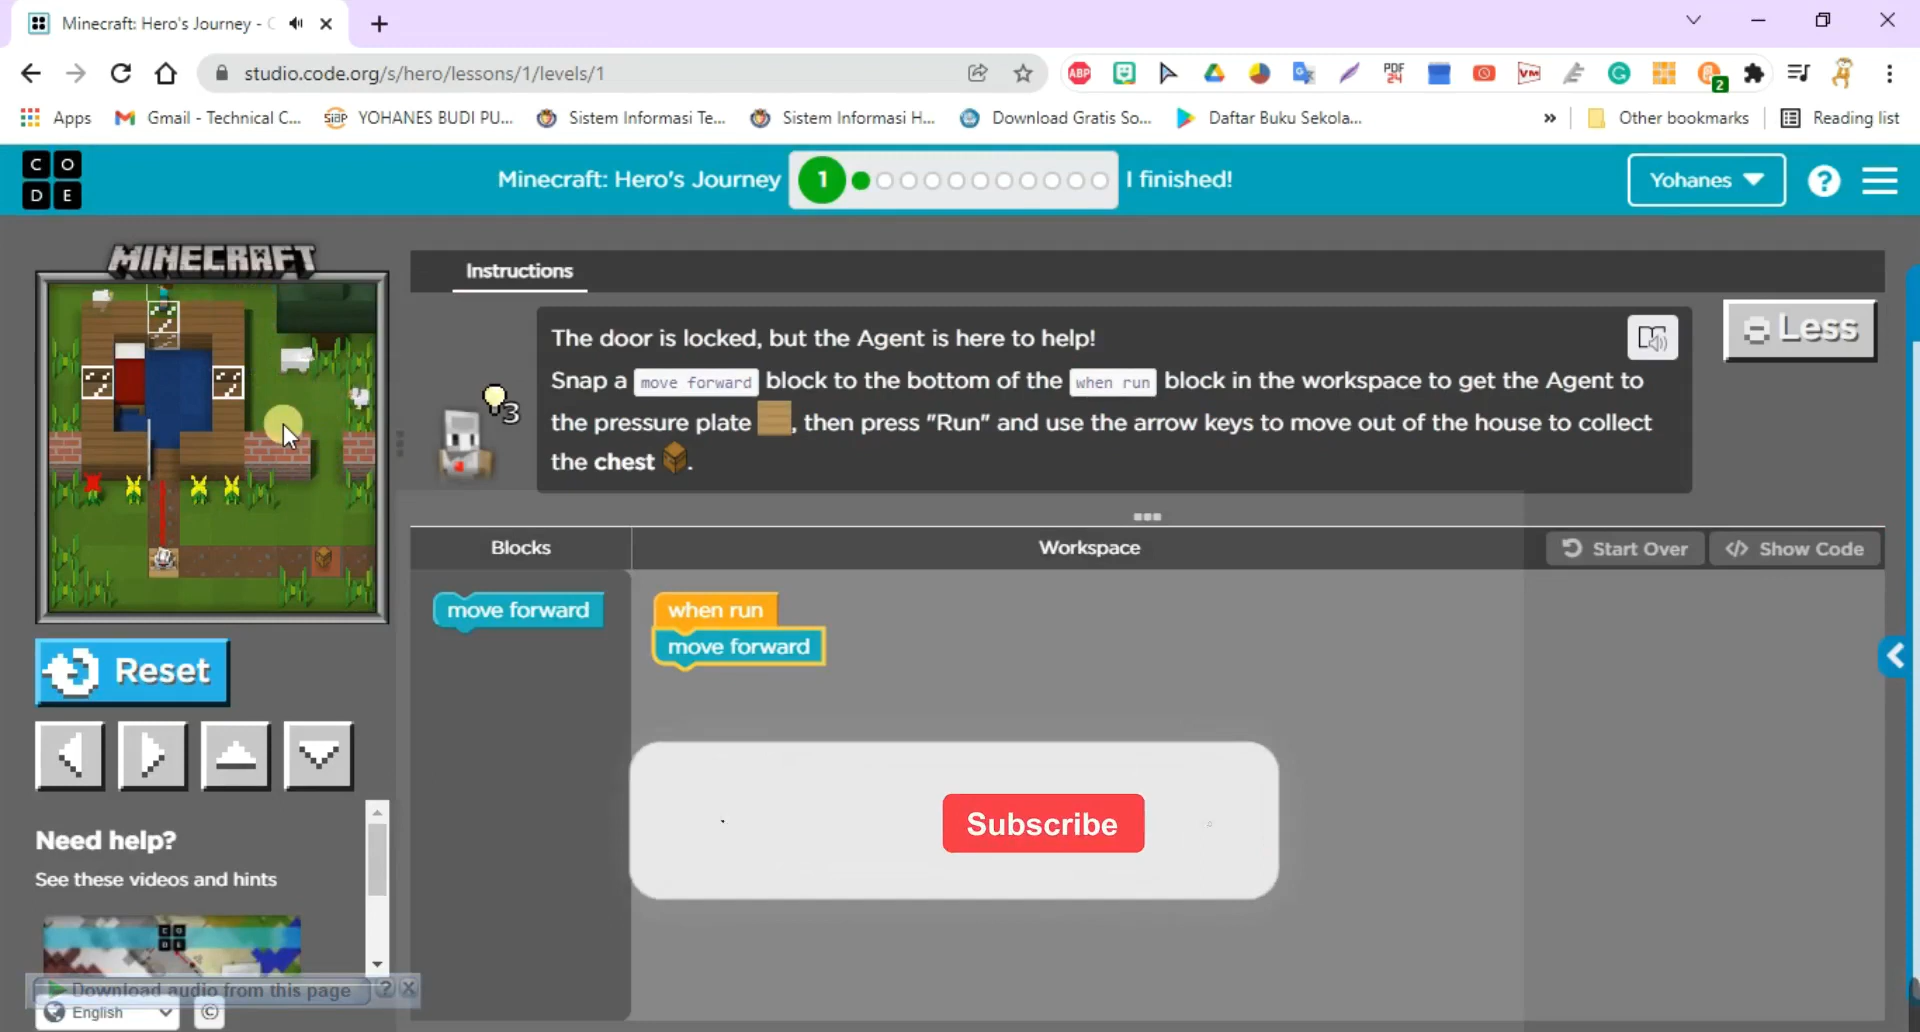 Minecraft: Hero's Journey - C
studio.code.org/s/hero/lessons/1/levels/1
ABP
PDF
24
VM
2
Apps
Gmail - Technical C...
SIAP
YOHANES BUDI PU...
Sistem Informasi Te...
Sistem Informasi H...
Download Gratis So...
Daftar Buku Sekola...
»
Other bookmarks
Reading list
C O
D E
Minecraft: Hero's Journey
1
I finished!
Yohanes
?
MINECRAFT
Instructions
The door is locked, but the Agent is here to help!
Snap a move forward block to the bottom of the when run block in the workspace to get the Agent to
the pressure plate , then press "Run" and use the arrow keys to move out of the house to collect
the chest .
3
Less
Blocks
Workspace
Start Over
</> Show Code
move forward
when run
move forward
Reset
Subscribe
Need help?
See these videos and hints
C O
D E
Download audio from this page
?
English
©